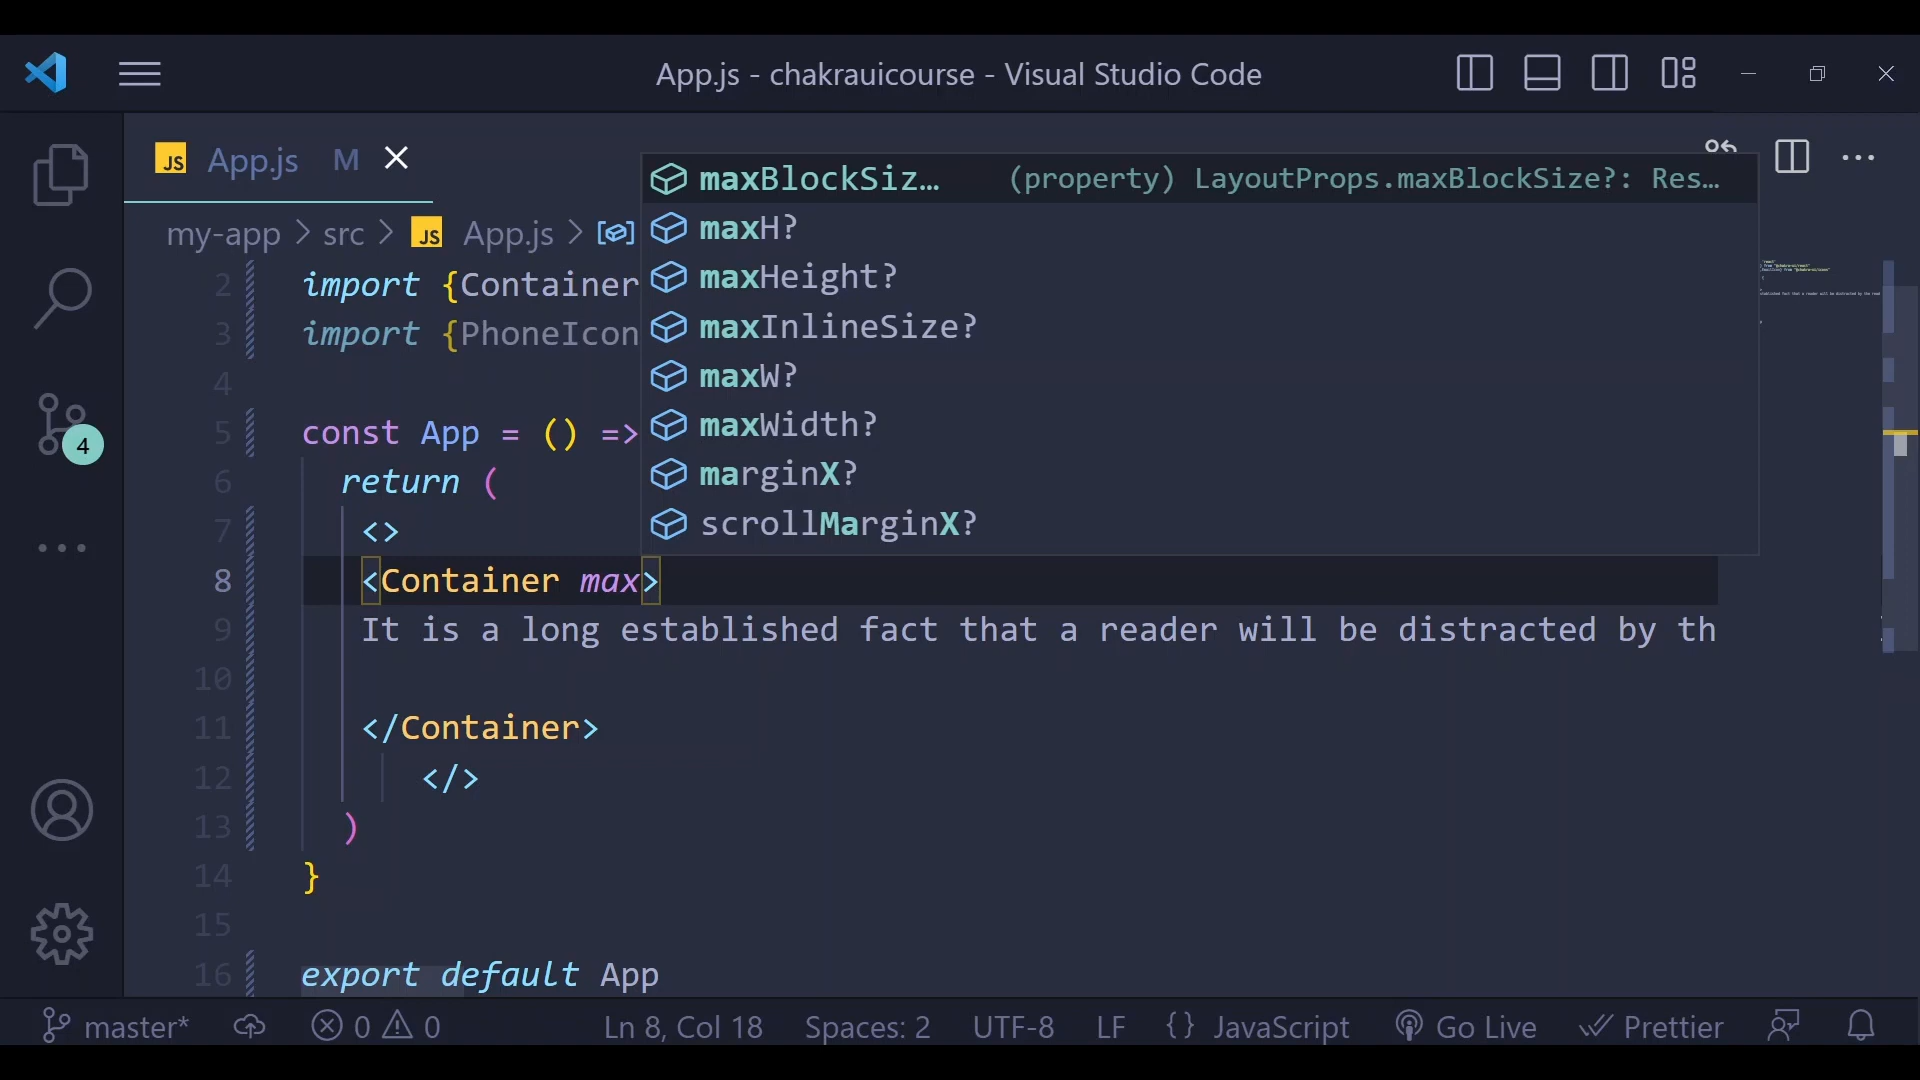 App.js - chakrauicourse - Visual Studio Code
JS App.js M
my-app > src > JS App.js >
maxBlockSiz… (property) LayoutProps.maxBlockSize?: Res…
maxH?
maxHeight?
maxInlineSize?
maxW?
maxWidth?
marginX?
scrollMarginX?
2 import {Container
3 import {PhoneIcon
4
5 const App = () =>
6 return (
7 <>
8 <Container max>
9 It is a long established fact that a reader will be distracted by th
10
11 </Container>
12 </>
13 )
14 }
15
16 export default App
4
master* 0 0 Ln 8, Col 18 Spaces: 2 UTF-8 LF {} JavaScript Go Live Prettier